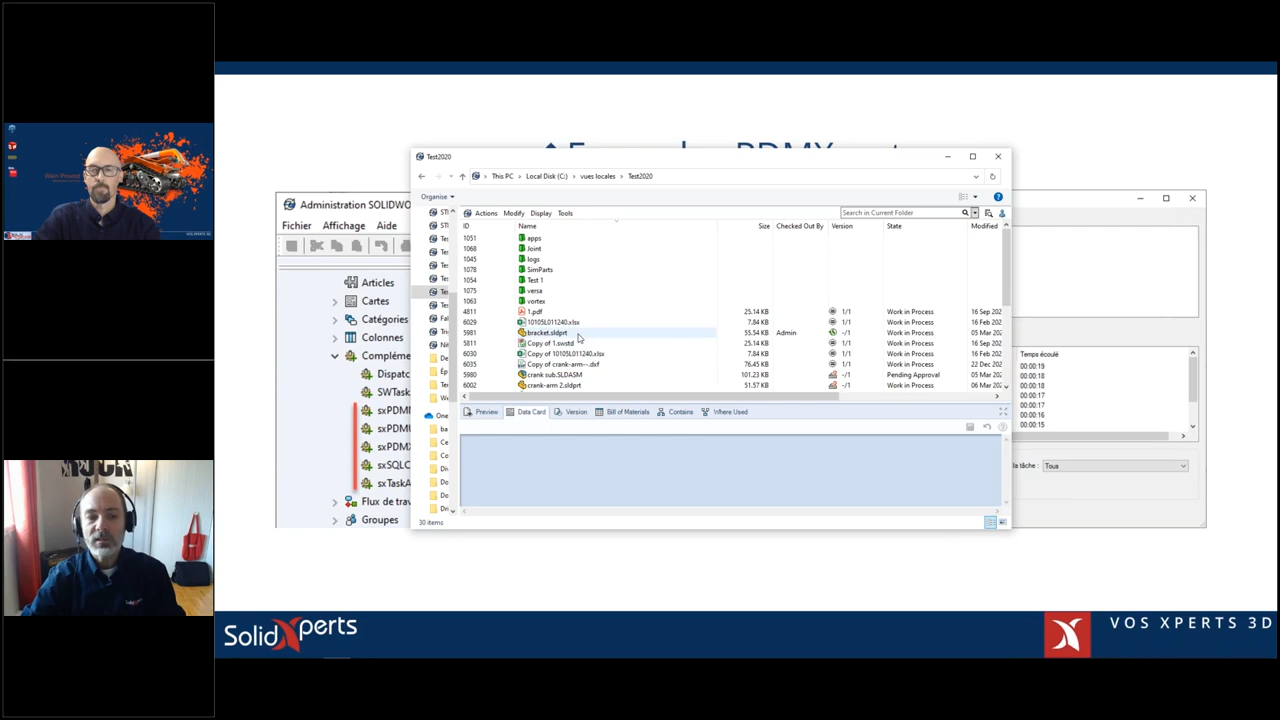 Test2020
This PC > Local Disk (C:) > vues locales > Test2020
Organise
Actions Modify Display Tools
Search in Current Folder
ID Name Size Checked Out By Version State Modified
1051 apps
1068 Joint
1045 logs
1078 SimParts
1054 Test 1
1075 versa
1063 vortex
4811 1.pdf 25.14 KB 1/1 Work in Process 16 Sep 202
6029 10105L011240.xlsx 7.84 KB 1/1 Work in Process 16 Feb 202
5981 bracket.sldprt 55.54 KB Admin -/1 Work in Process 05 Mar 202
5811 Copy of 1.swstd 25.14 KB 1/1 Work in Process 16 Sep 202
6030 Copy of 10105L011240.xlsx 7.84 KB 1/1 Work in Process 16 Feb 202
6035 Copy of crank-arm--.dxf 76.45 KB 1/1 Work in Process 22 Dec 202
5980 crank sub.SLDASM 101.23 KB -/1 Pending Approval 05 Mar 202
6002 crank-arm 2.sldprt 51.57 KB -/1 Work in Process 06 Mar 202
Preview Data Card Version Bill of Materials Contains Where Used
30 items
Administration SOLIDWO
Fichier Affichage Aide
Articles
Cartes
Catégories
Colonnes
Complém
Dispatc
SWTask
sxPDM
sxPDM
sxPDMX
sxSQLC
sxTaskA
Flux de trav
Groupes
Temps écoulé
00:00:19
00:00:18
00:00:18
00:00:17
00:00:17
00:00:16
00:00:15
la tâche : Tous
SolidXperts
VOS XPERTS 3D